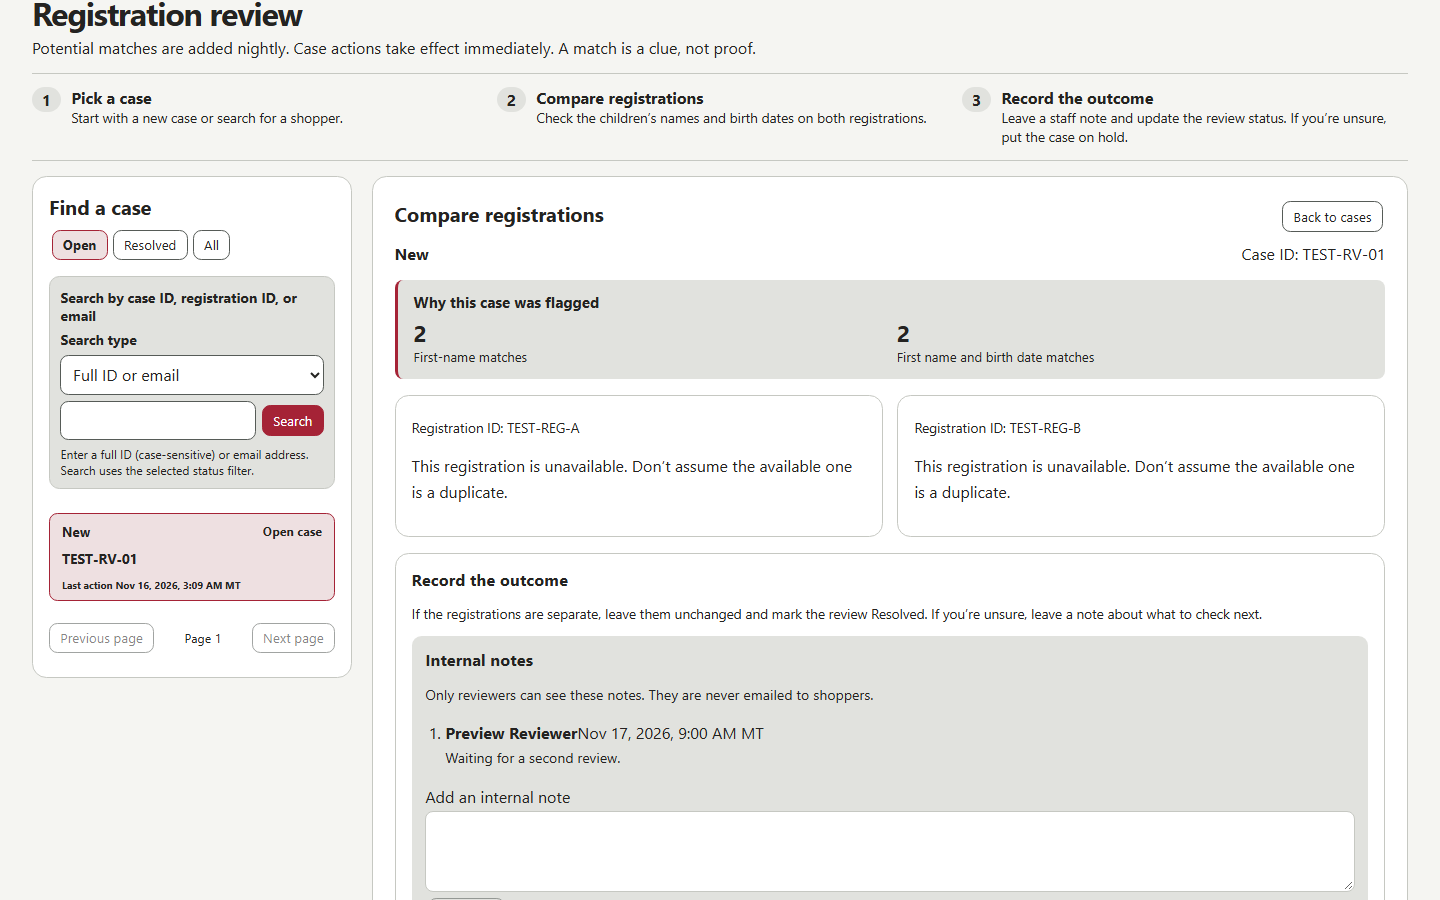 Registration review
Potential matches are added nightly. Case actions take effect immediately. A match is a clue, not proof.
1
Pick a case
Start with a new case or search for a shopper.
2
Compare registrations
Check the children’s names and birth dates on both registrations.
3
Record the outcome
Leave a staff note and update the review status. If you’re unsure,
put the case on hold.
Find a case
Open
Resolved
All
Search by case ID, registration ID, or
email
Search type
Full ID or email
Search
Enter a full ID (case-sensitive) or email address.
Search uses the selected status filter.
New
Open case
TEST-RV-01
Last action Nov 16, 2026, 3:09 AM MT
Previous page
Page 1
Next page
Compare registrations
Back to cases
New
Case ID: TEST-RV-01
Why this case was flagged
2
First-name matches
2
First name and birth date matches
Registration ID: TEST-REG-A
This registration is unavailable. Don’t assume the available one
is a duplicate.
Registration ID: TEST-REG-B
This registration is unavailable. Don’t assume the available one
is a duplicate.
Record the outcome
If the registrations are separate, leave them unchanged and mark the review Resolved. If you’re unsure, leave a note about what to check next.
Internal notes
Only reviewers can see these notes. They are never emailed to shoppers.
1. Preview ReviewerNov 17, 2026, 9:00 AM MT
Waiting for a second review.
Add an internal note